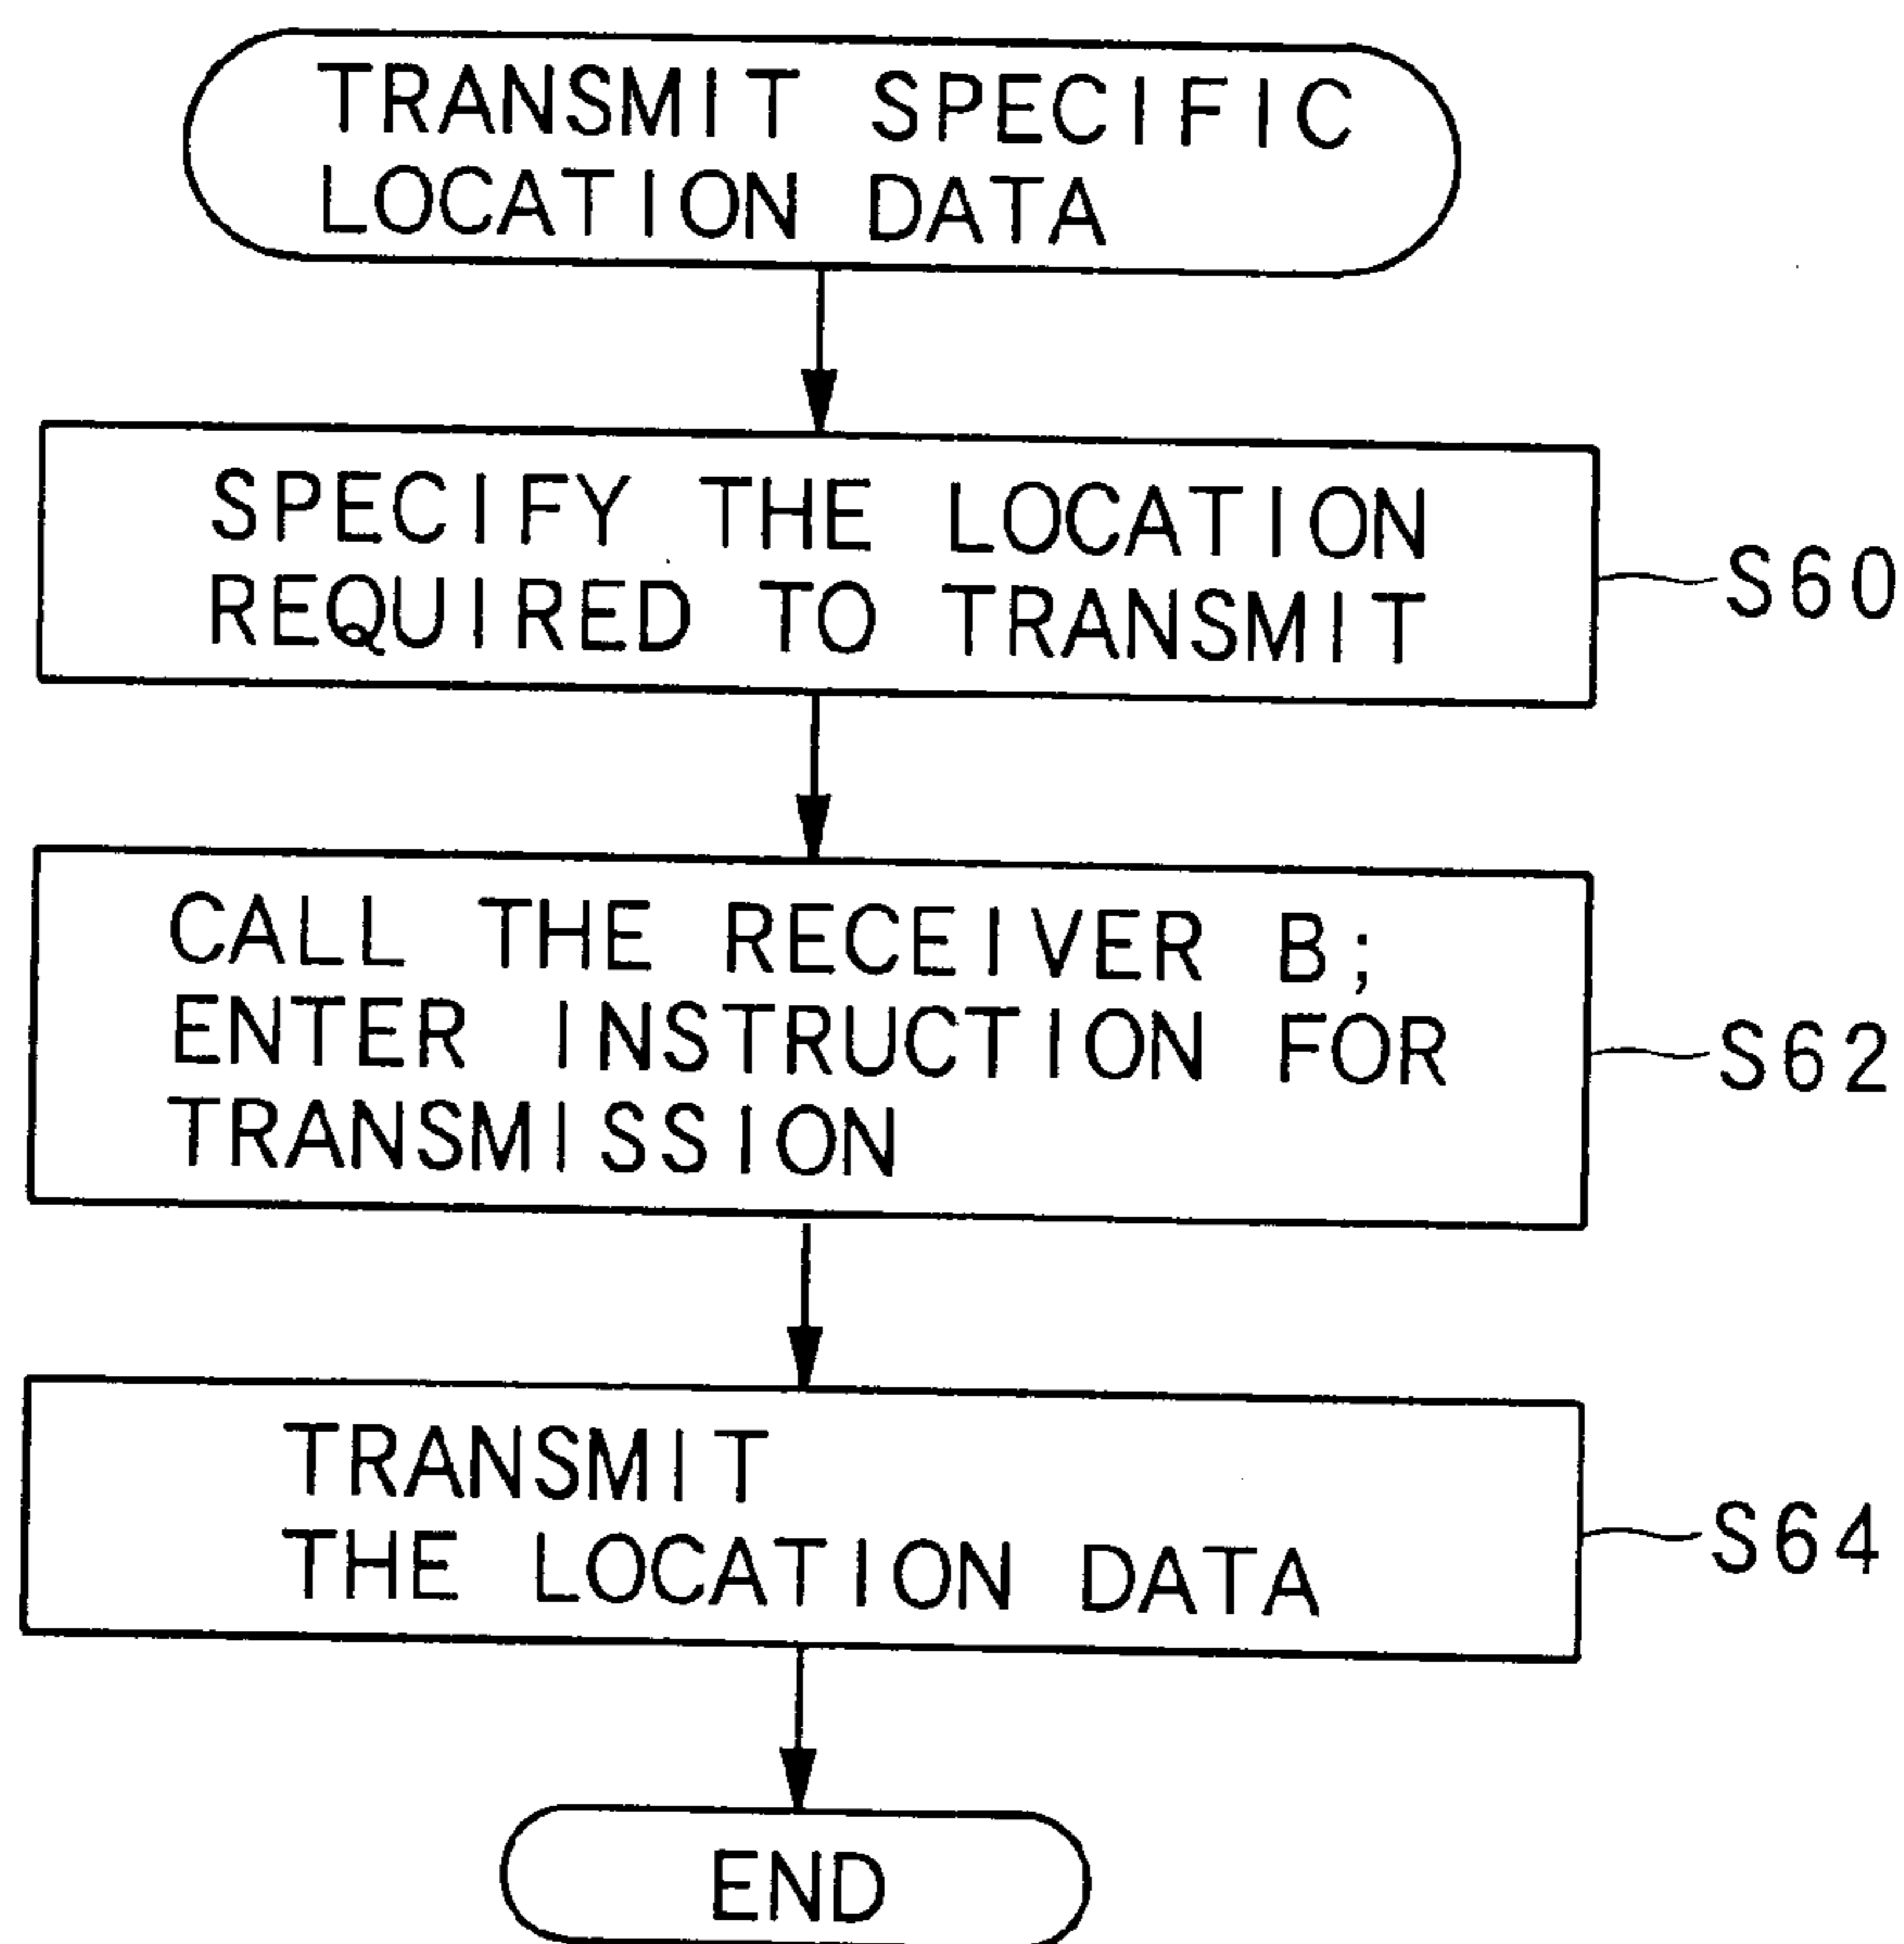 TRANSMIT SPECIFIC
LOCATION DATA
SPECIFY THE LOCATION
REQUIRED TO TRANSMIT
S60
CALL THE RECEIVER B;
ENTER INSTRUCTION FOR
TRANSMISSION
S62
TRANSMIT
THE LOCATION DATA
S64
END